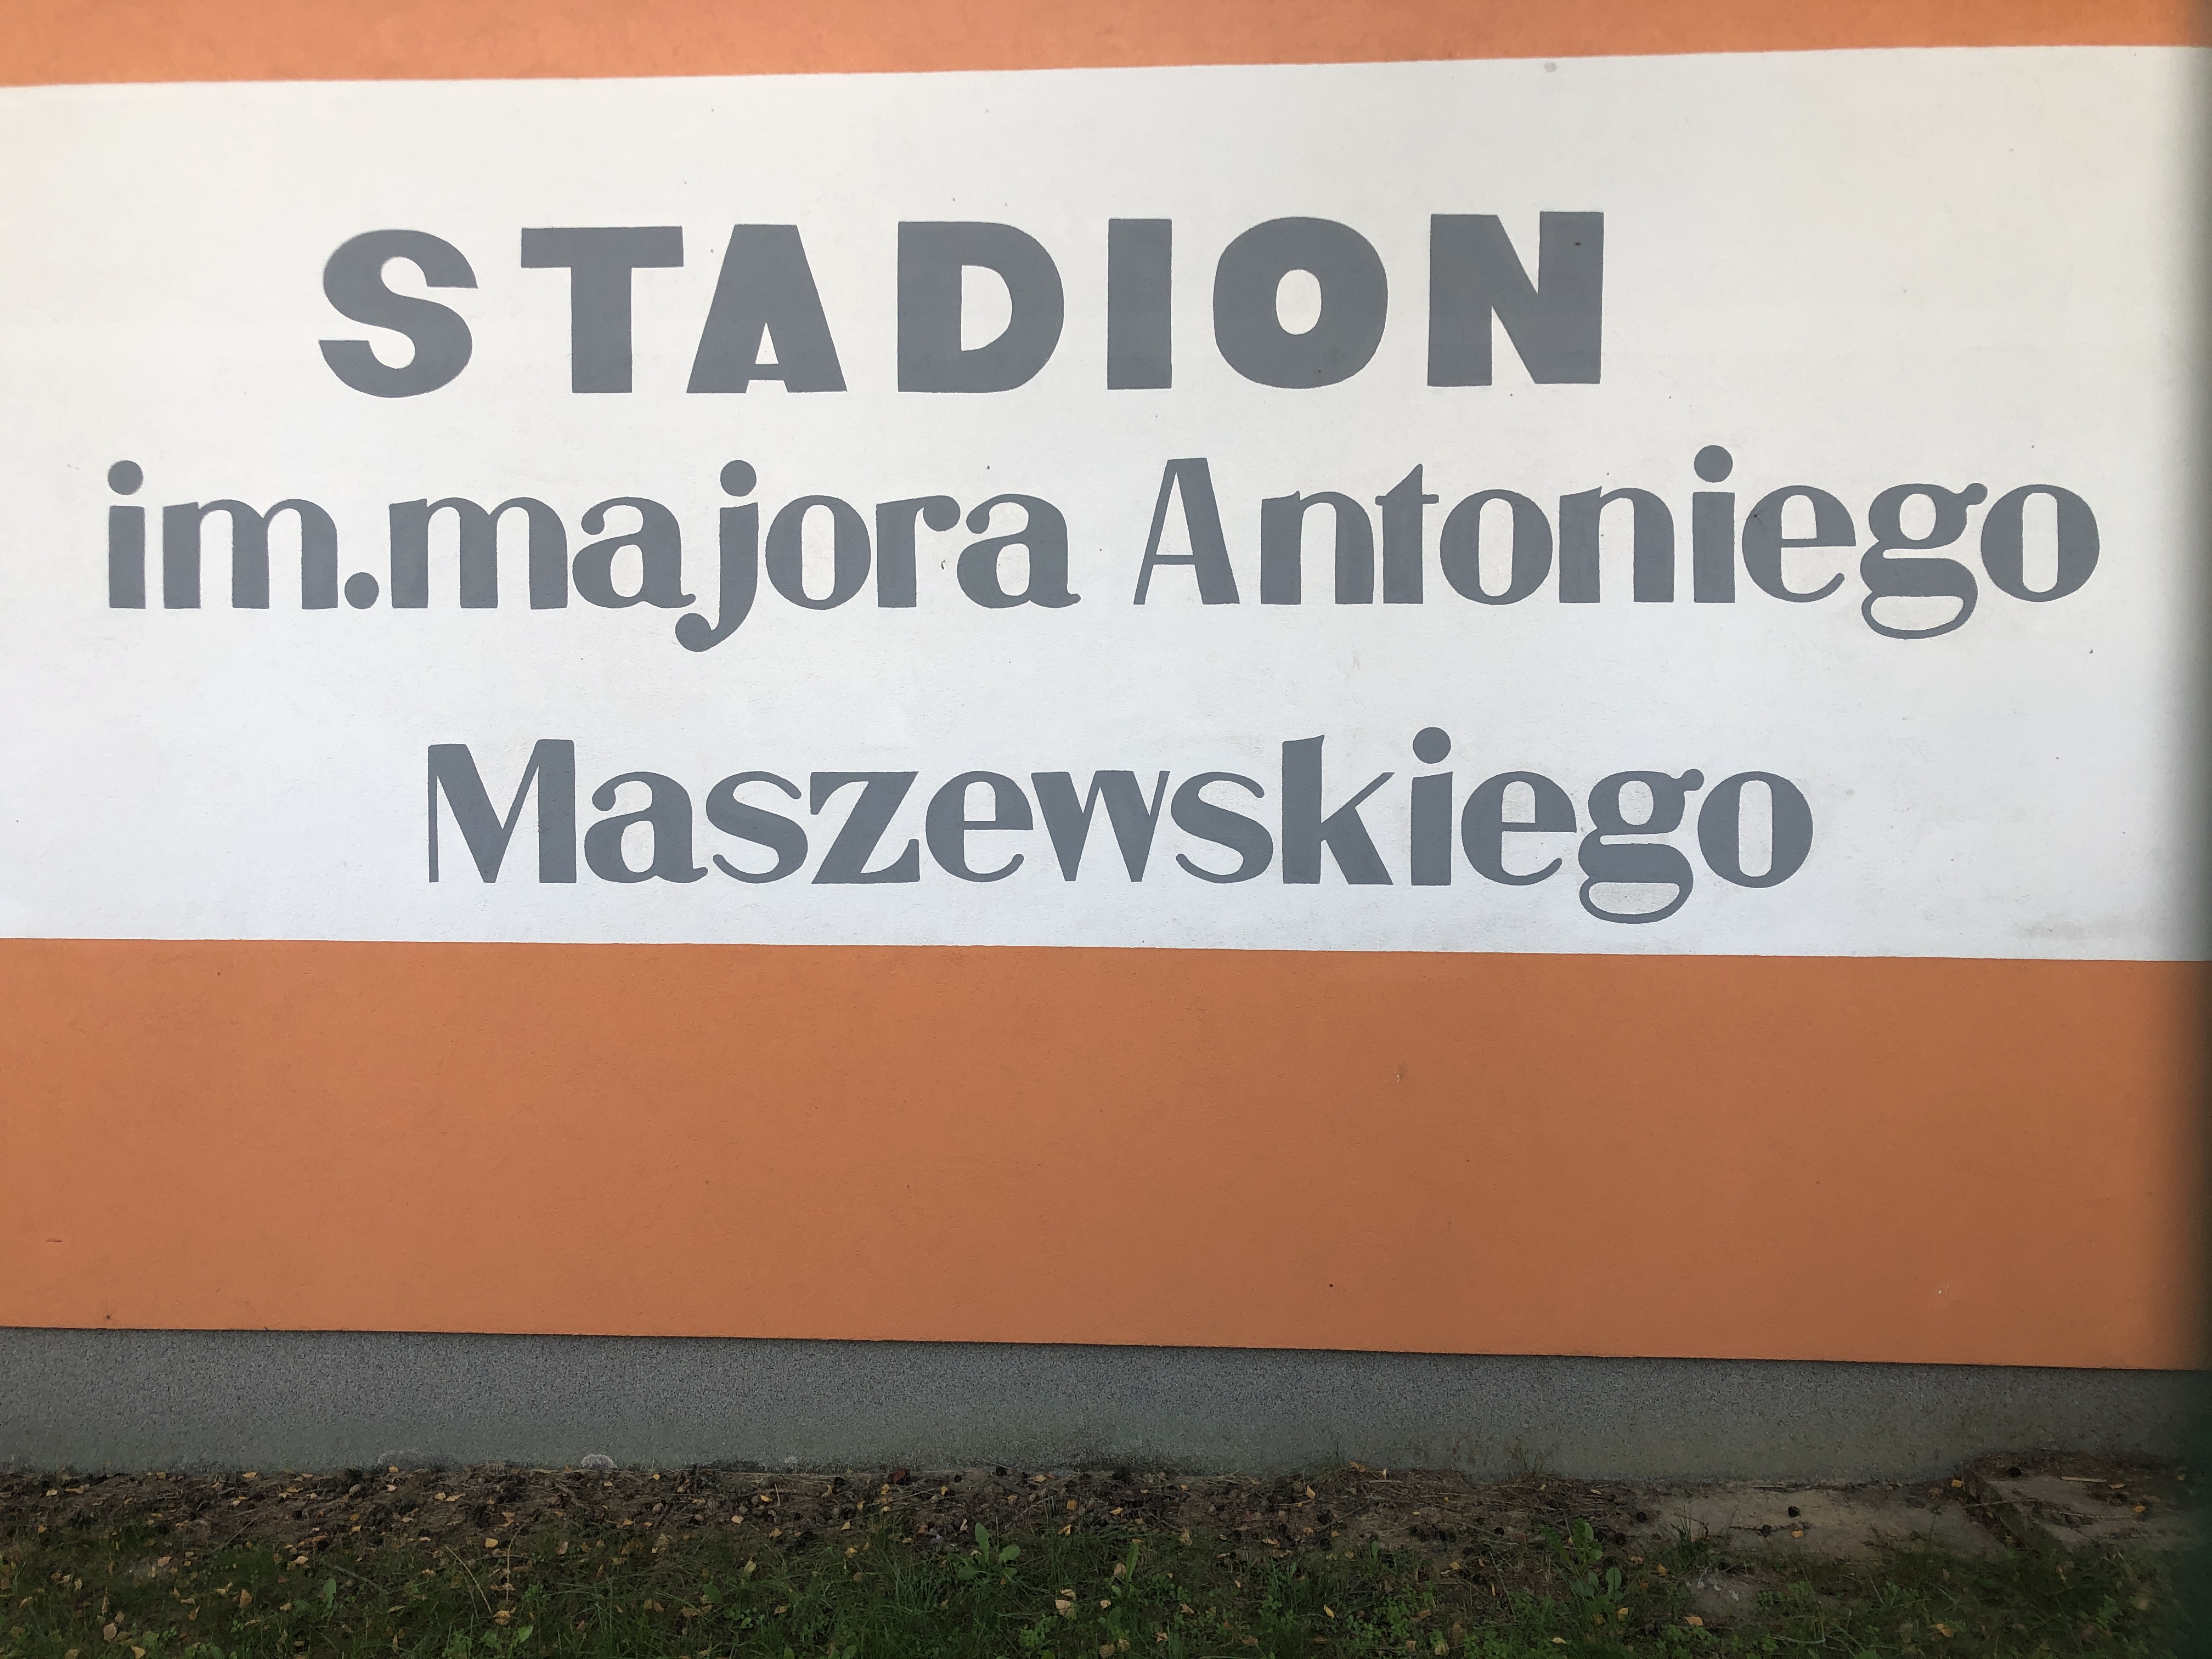 STADION
im.majora Antoniego
Maszewskiego